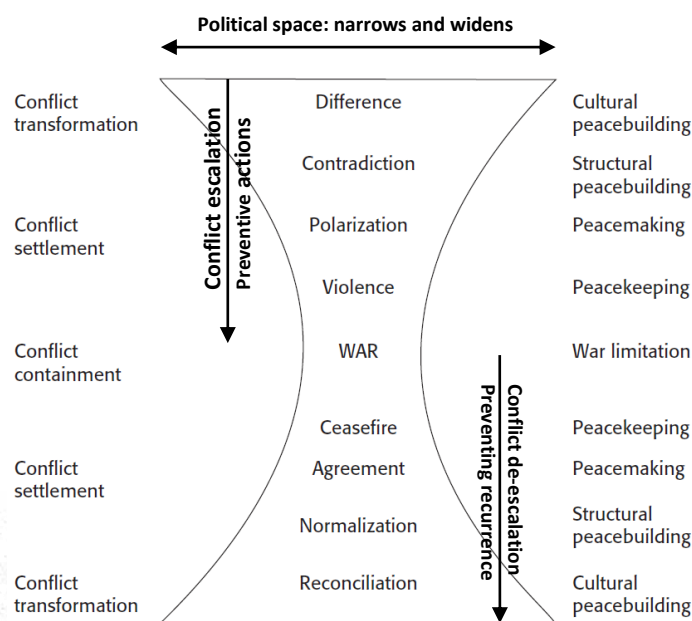 Political space: narrows and widens
Conflict
transformation
Difference
Cultural
peacebuilding
Conflict escalation
Preventive actions
Contradiction
Structural
peacebuilding
Conflict
settlement
Polarization
Peacemaking
Violence
Peacekeeping
Conflict
containment
WAR
War limitation
Conflict de-escalation
Preventing recurrence
Ceasefire
Peacekeeping
Conflict
settlement
Agreement
Peacemaking
Normalization
Structural
peacebuilding
Conflict
transformation
Reconciliation
Cultural
peacebuilding